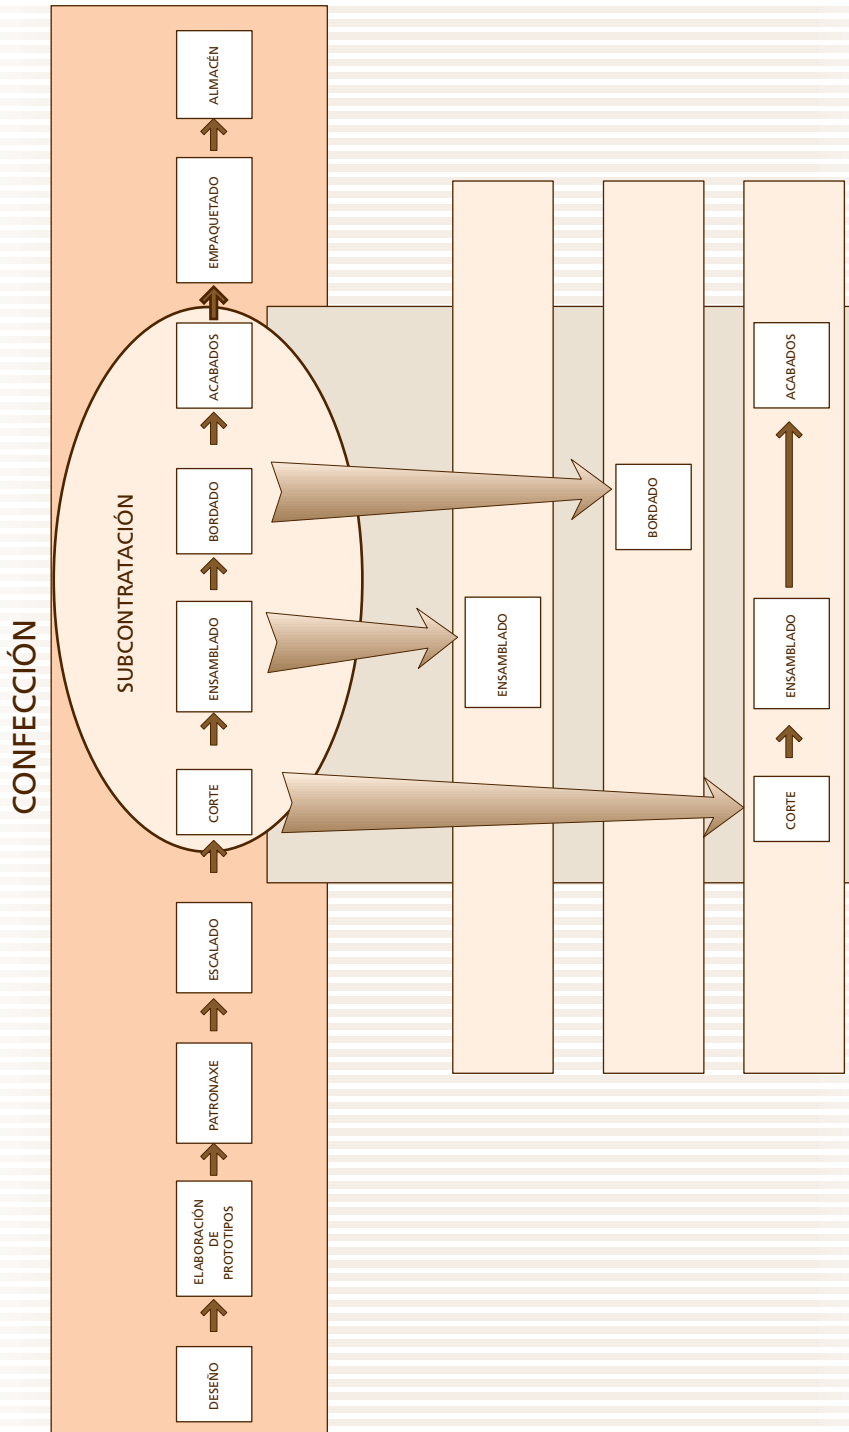 CONFECCIÓN
SUBCONTRATACIÓN
DESEÑO
ELABORACIÓN
DE
PROTOTIPOS
PATRONAXE
ESCALADO
CORTE
ENSAMBLADO
BORDADO
ACABADOS
EMPAQUETADO
ALMACÉN
ENSAMBLADO
BORDADO
CORTE
ENSAMBLADO
ACABADOS